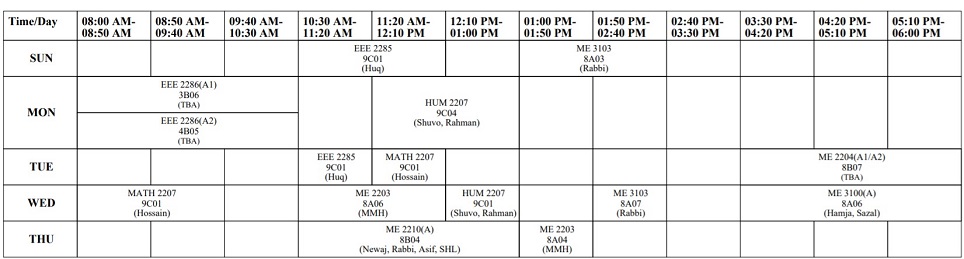 Time/Day
08:00 AM-
08:50 AM
08:50 AM-
09:40 AM
09:40 AM-
10:30 AM
10:30 AM-
11:20 AM
11:20 AM-
12:10 PM
12:10 PM-
01:00 PM
01:00 PM-
01:50 PM
01:50 PM-
02:40 PM
02:40 PM-
03:30 PM
03:30 PM-
04:20 PM
04:20 PM-
05:10 PM
05:10 PM-
06:00 PM
SUN
EEE 2285
9C01
(Huq)
ME 3103
8A03
(Rabbi)
MON
EEE 2286(A1)
3B06
(TBA)
EEE 2286(A2)
4B05
(TBA)
HUM 2207
9C04
(Shuvo, Rahman)
TUE
EEE 2285
9C01
(Huq)
MATH 2207
9C01
(Hossain)
ME 2204(A1/A2)
8B07
(TBA)
WED
MATH 2207
9C01
(Hossain)
ME 2203
8A06
(MMH)
HUM 2207
9C01
(Shuvo, Rahman)
ME 3103
8A07
(Rabbi)
ME 3100(A)
8A06
(Hamja, Sazal)
THU
ME 2210(A)
8B04
(Newaj, Rabbi, Asif, SHL)
ME 2203
8A04
(MMH)